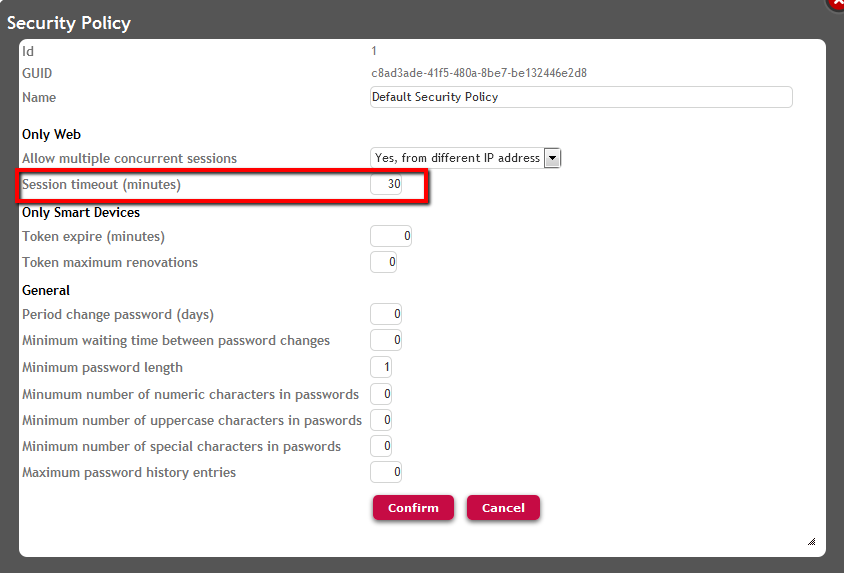 Security Policy
Id 1
GUID c8ad3ade-41f5-480a-8be7-be132446e2d8
Name Default Security Policy
Only Web
Allow multiple concurrent sessions Yes, from different IP address
Session timeout (minutes) 30
Only Smart Devices
Token expire (minutes) 0
Token maximum renovations 0
General
Period change password (days) 0
Minimum waiting time between password changes 0
Minimum password length 1
Minumum number of numeric characters in passwords 0
Minimum number of uppercase characters in paswords 0
Minimum number of special characters in paswords 0
Maximum password history entries 0
Confirm Cancel